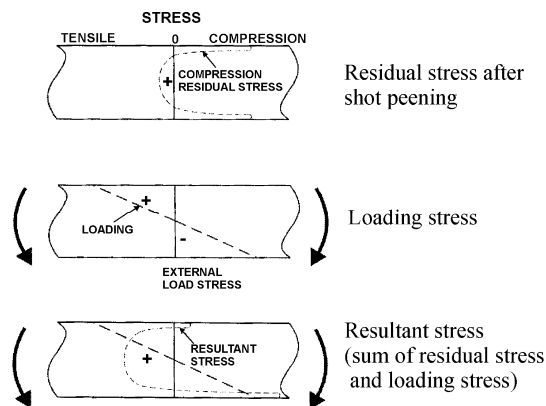 STRESS
TENSILE 0 COMPRESSION
+ COMPRESSION
RESIDUAL STRESS
Residual stress after
shot peening
+
LOADING
-
Loading stress
EXTERNAL
LOAD STRESS
+ RESULTANT
STRESS
Resultant stress
(sum of residual stress
and loading stress)